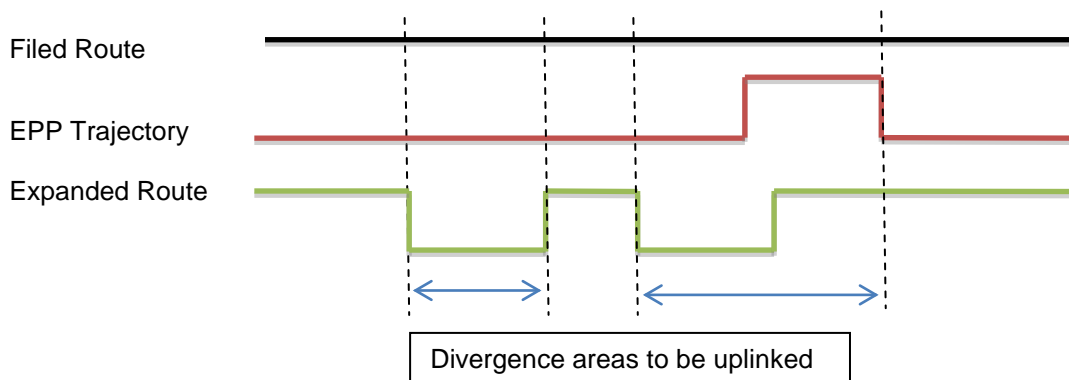 Filed Route
EPP Trajectory
Expanded Route
Divergence areas to be uplinked